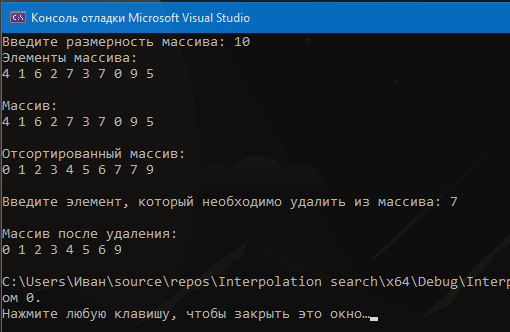 Консоль отладки Microsoft Visual Studio
Введите размерность массива: 10
Элементы массива:
4 1 6 2 7 3 7 0 9 5
Массив:
4 1 6 2 7 3 7 0 9 5
Отсортированный массив:
0 1 2 3 4 5 6 7 7 9
Введите элемент, который необходимо удалить из массива: 7
Массив после удаления:
0 1 2 3 4 5 6 9
C:\Users\Иван\source\repos\Interpolation search\x64\Debug\Interp
ом 0.
Нажмите любую клавишу, чтобы закрыть это окно…